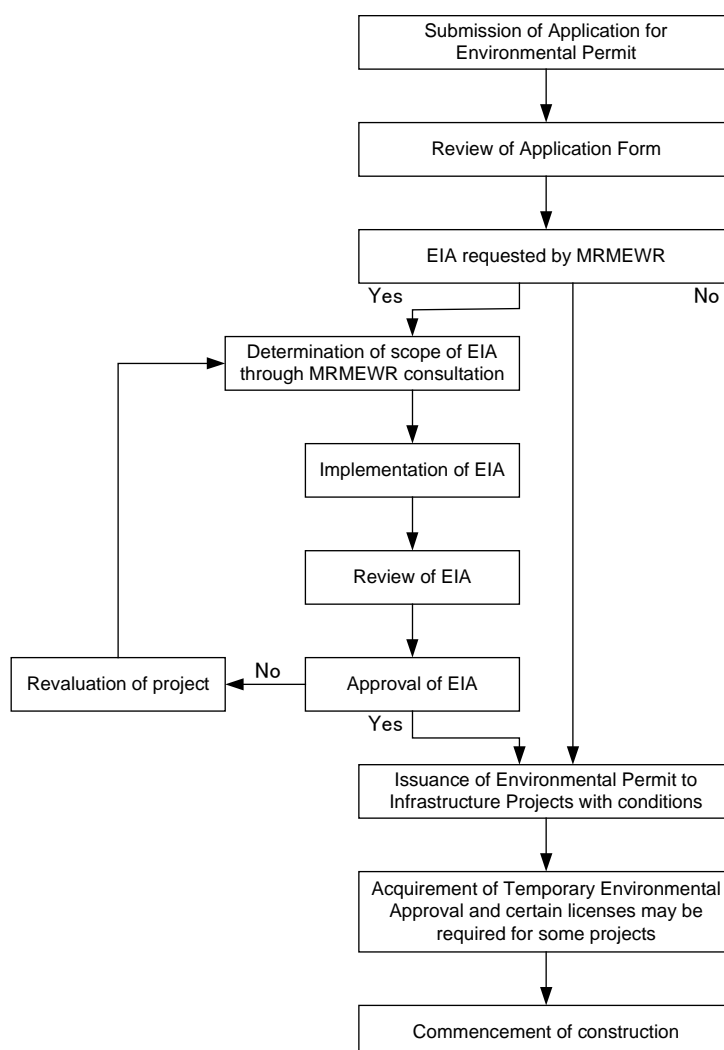 Submission of Application for
Environmental Permit
Review of Application Form
EIA requested by MRMEWR
Yes
No
Determination of scope of EIA
through MRMEWR consultation
Implementation of EIA
Review of EIA
Revaluation of project
No
Approval of EIA
Yes
Issuance of Environmental Permit to
Infrastructure Projects with conditions
Acquirement of Temporary Environmental
Approval and certain licenses may be
required for some projects
Commencement of construction